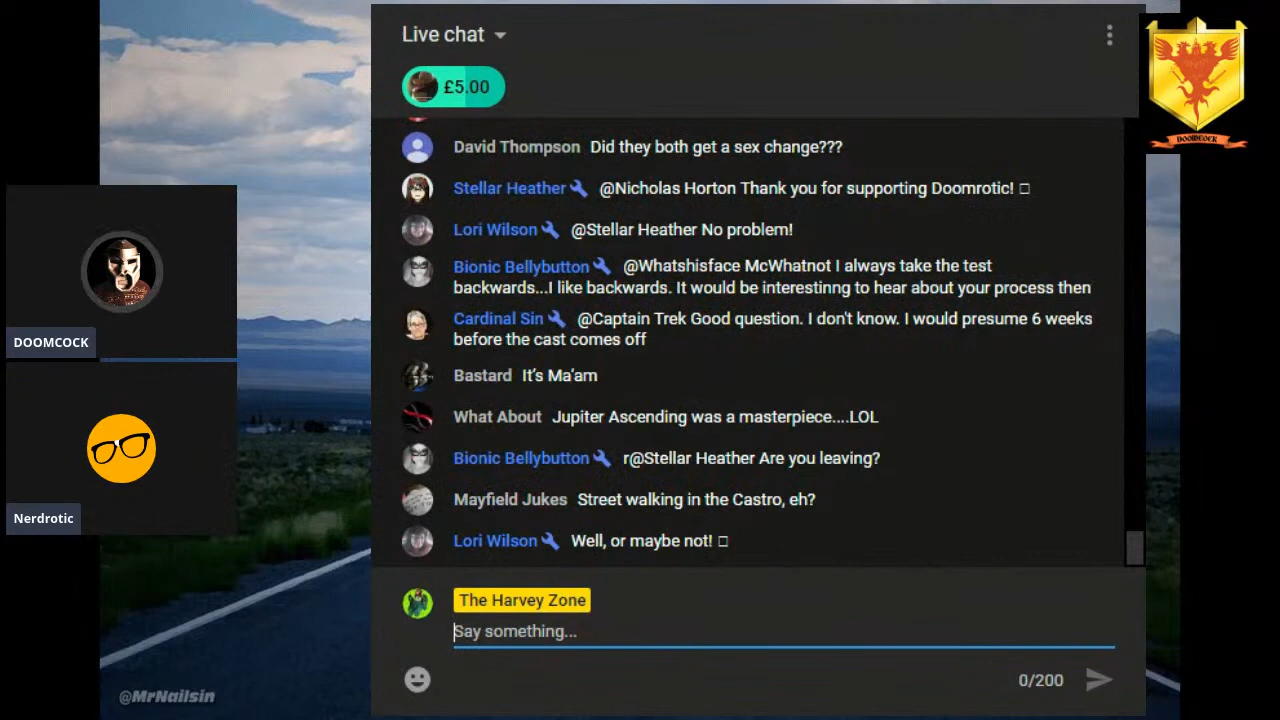 Live chat
£5.00
David Thompson Did they both get a sex change???
Stellar Heather @Nicholas Horton Thank you for supporting Doomrotic! □
Lori Wilson @Stellar Heather No problem!
Bionic Bellybutton @Whatshisface McWhatnot I always take the test
backwards...I like backwards. It would be interestinng to hear about your process then
Cardinal Sin @Captain Trek Good question. I don't know. I would presume 6 weeks
before the cast comes off
Bastard It's Ma'am
What About Jupiter Ascending was a masterpiece....LOL
Bionic Bellybutton r@Stellar Heather Are you leaving?
Mayfield Jukes Street walking in the Castro, eh?
Lori Wilson Well, or maybe not! □
The Harvey Zone
Say something...
0/200
DOOMCOCK
DOOMCOCK
Nerdrotic
@MrNailsin